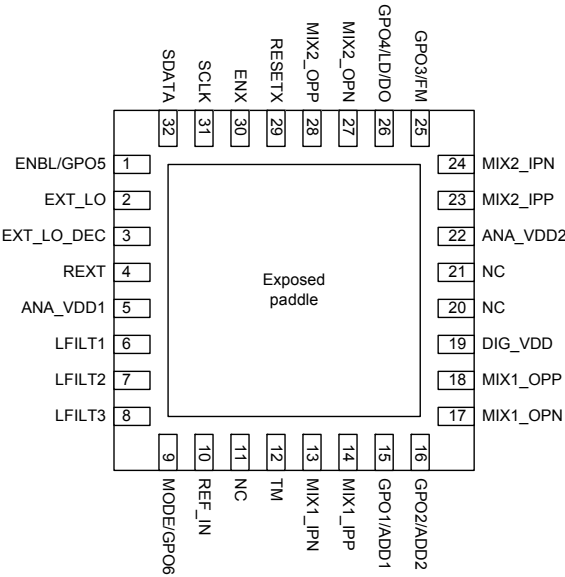 SDATA
SCLK
ENX
RESETX
MIX2_OPP
MIX2_OPN
GPO4/LD/DO
GPO3/FM
32
31
30
29
28
27
26
25
ENBL/GPO5 1
EXT_LO 2
EXT_LO_DEC 3
REXT 4
ANA_VDD1 5
LFILT1 6
LFILT2 7
LFILT3 8
Exposed
paddle
24 MIX2_IPN
23 MIX2_IPP
22 ANA_VDD2
21 NC
20 NC
19 DIG_VDD
18 MIX1_OPP
17 MIX1_OPN
9
10
11
12
13
14
15
16
MODE/GPO6
REF_IN
NC
TM
MIX1_IPN
MIX1_IPP
GPO1/ADD1
GPO2/ADD2